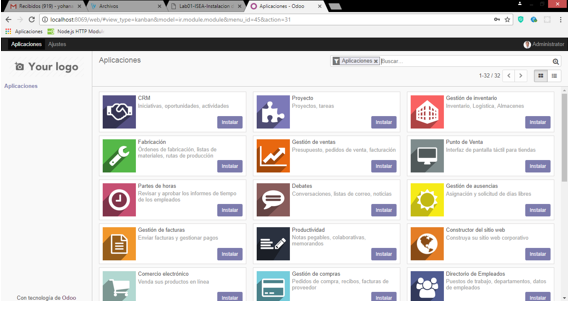 Recibidos (919) - yohan
Archivos
Lab01-ISEA-Instalacion d
Aplicaciones - Odoo
localhost:8069/web/#view_type=kanban&model=ir.module.module&menu_id=45&action=31
Aplicaciones
Node.js HTTP Modul
Aplicaciones Ajustes
Administrator
Your logo
Aplicaciones
Aplicaciones x Buscar...
1-32 / 32
Aplicaciones
CRM
Iniciativas, oportunidades, actividades
Instalar
Proyecto
Proyectos, tareas
Instalar
Gestión de inventario
Inventario, Logística, Almacenes
Instalar
Fabricación
Órdenes de fabricación, listas de
materiales, rutas de producción
Instalar
Gestión de ventas
Presupuesto, pedidos de venta, facturación
Instalar
Punto de Venta
Interfaz de pantalla táctil para tiendas
Instalar
Partes de horas
Revisar y aprobar los informes de tiempo
de los empleados
Instalar
Debates
Conversaciones, listas de correo, noticias
Instalar
Gestión de ausencias
Asignación y solicitud de días libres
Instalar
Gestión de facturas
Enviar facturas y gestionar pagos
Instalar
Productividad
Notas pegables, colaborativas,
memorandos
Instalar
Constructor del sitio web
Construya su sitio web corporativo
Instalar
Comercio electrónico
Venda sus productos en línea
Instalar
Gestión de compras
Pedidos de compra, recibos, facturas de
proveedor
Instalar
Directorio de Empleados
Puestos de trabajo, departamentos, datos
de empleados
Instalar
Con tecnología de Odoo